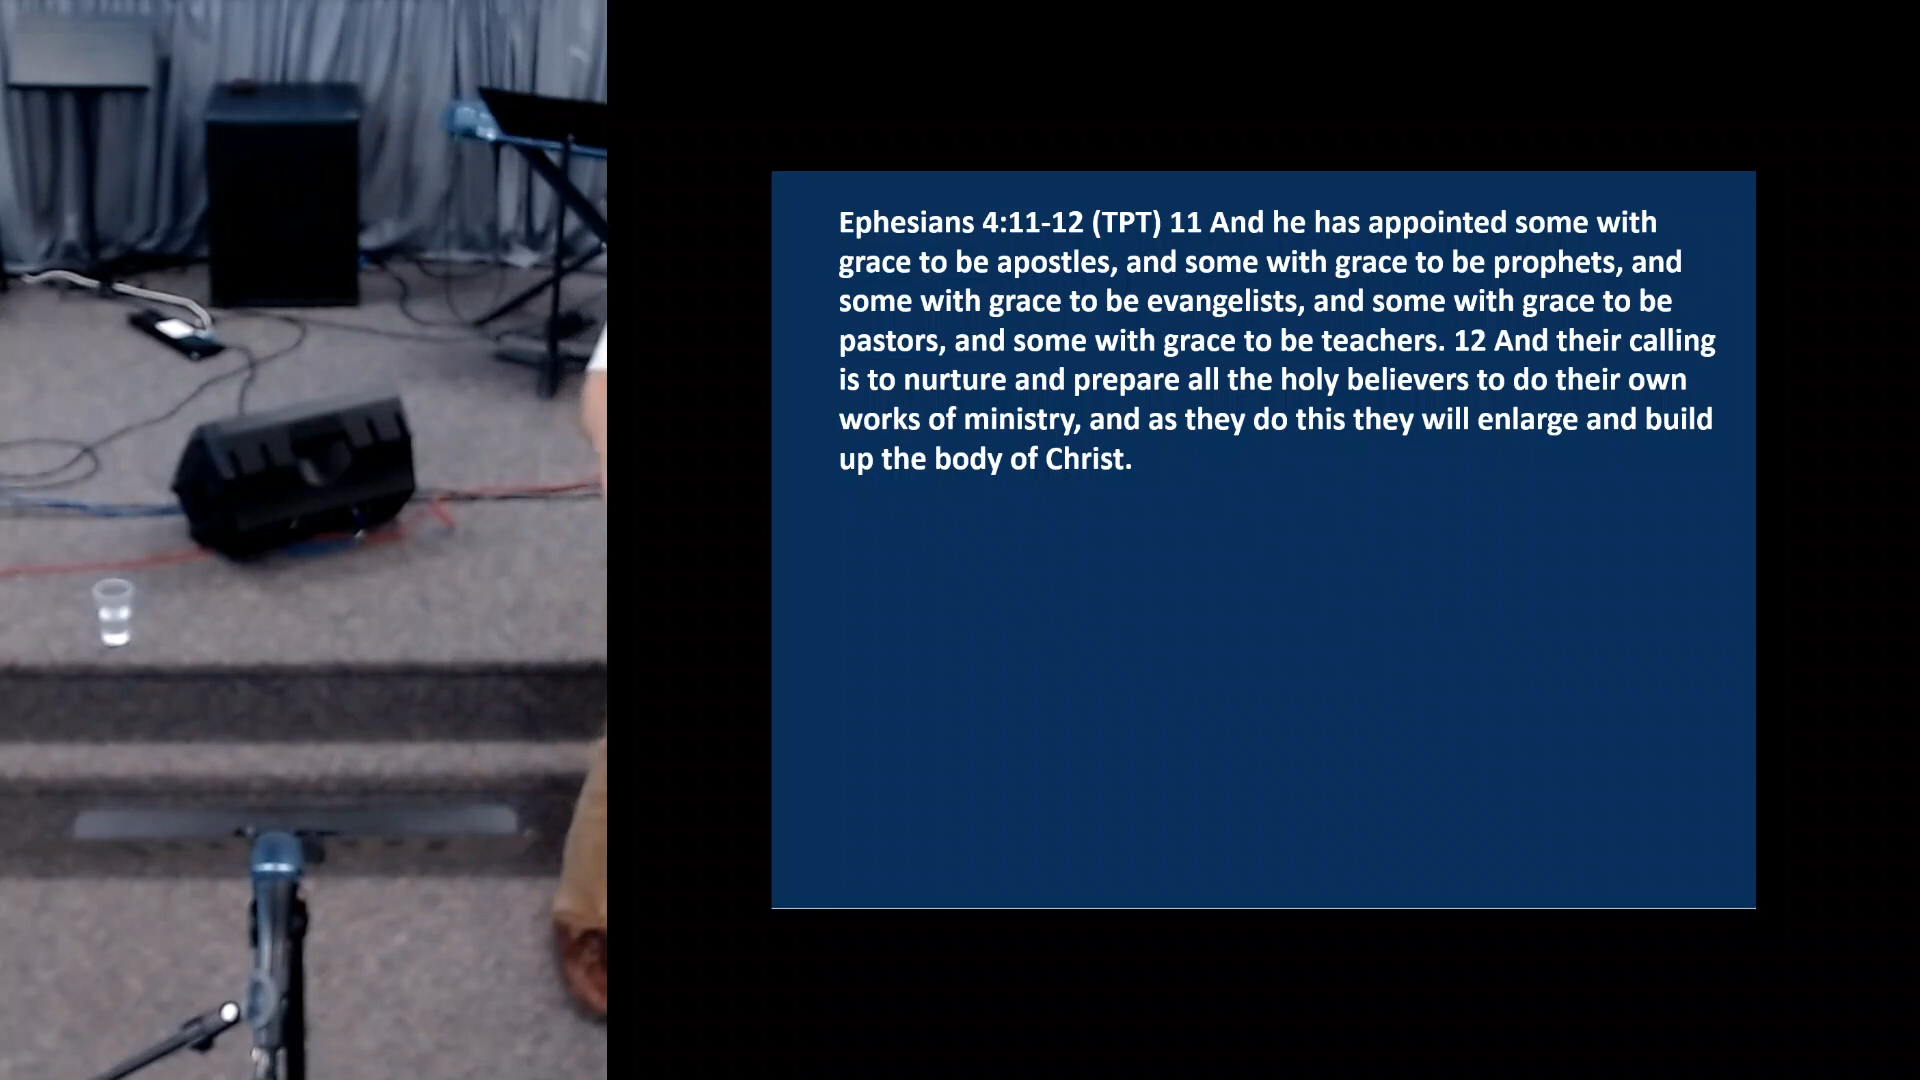 Ephesians 4:11-12 (TPT) 11 And he has appointed some with
grace to be apostles, and some with grace to be prophets, and
some with grace to be evangelists, and some with grace to be
pastors, and some with grace to be teachers. 12 And their calling
is to nurture and prepare all the holy believers to do their own
works of ministry, and as they do this they will enlarge and build
up the body of Christ.